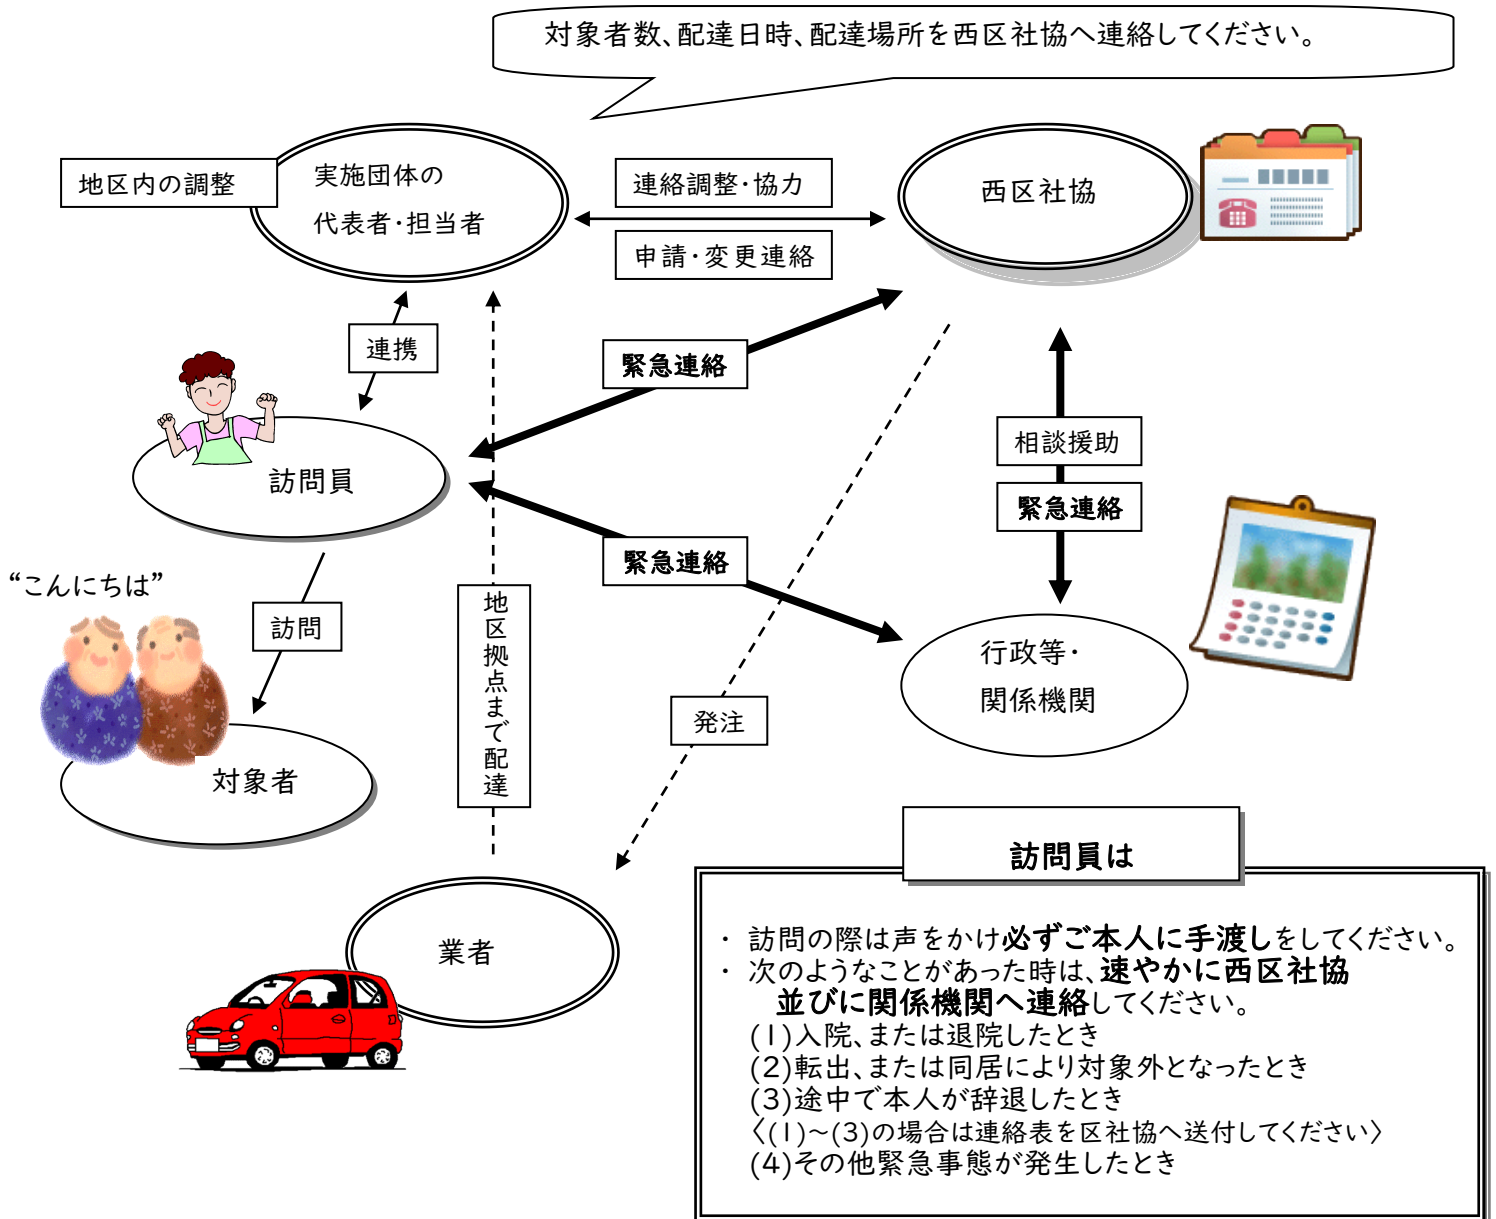 対象者数、配達日時、配達場所を西区社協へ連絡してください。
地区内の調整
実施団体の
代表者・担当者
連絡調整・協力
申請・変更連絡
西区社協
連携
緊急連絡
相談援助
緊急連絡
訪問員
緊急連絡
“こんにちは”
訪問
地区拠点まで配達
行政等・
関係機関
発注
対象者
業者
訪問員は
・ 訪問の際は声をかけ必ずご本人に手渡しをしてください。
・ 次のようなことがあった時は、速やかに西区社協
並びに関係機関へ連絡してください。
(1)入院、または退院したとき
(2)転出、または同居により対象外となったとき
(3)途中で本人が辞退したとき
〈(1)~(3)の場合は連絡表を区社協へ送付してください〉
(4)その他緊急事態が発生したとき